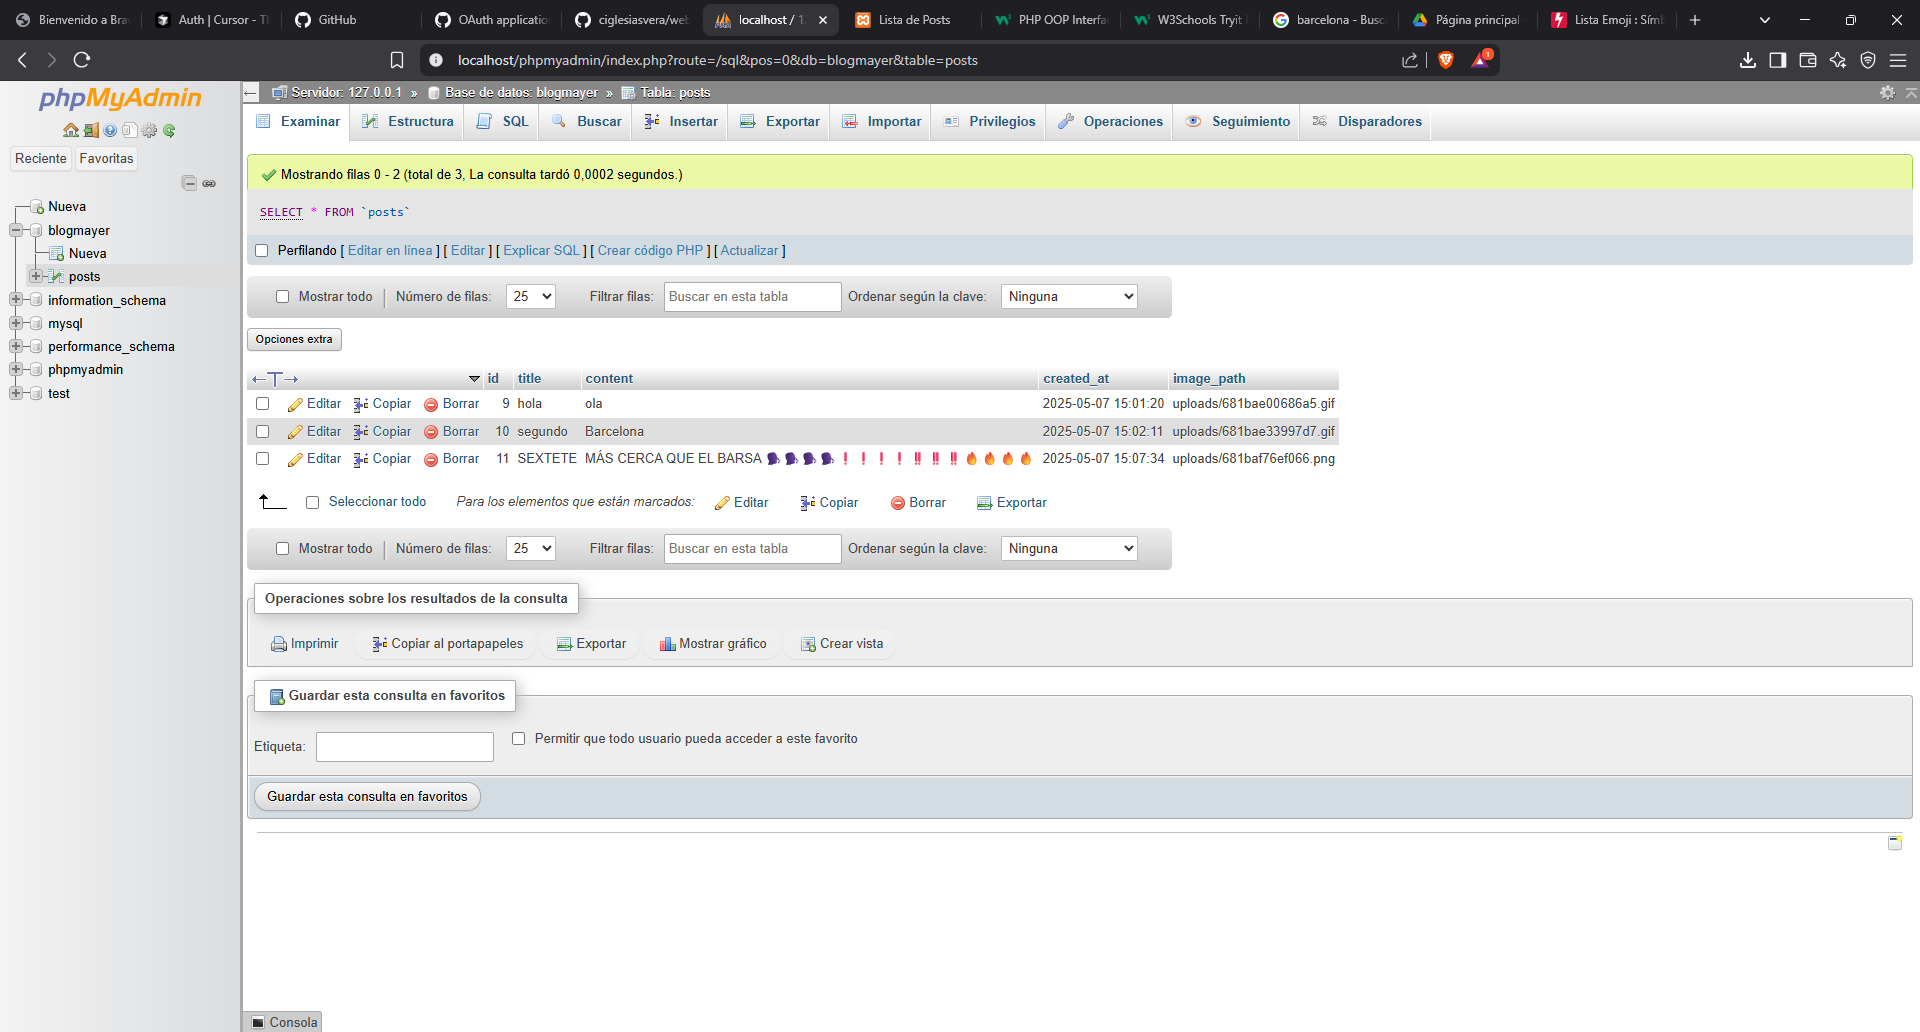 Bienvenido a Bra
Auth | Cursor - T
GitHub
OAuth applicatio
ciglesiasvera/web
localhost / 12
Lista de Posts
PHP OOP Interfa
W3Schools Tryit
barcelona - Busc
Página principal
Lista Emoji : Sím
localhost/phpmyadmin/index.php?route=/sql&pos=0&db=blogmayer&table=posts
1
phpMyAdmin
Reciente
Favoritas
Nueva
blogmayer
Nueva
posts
information_schema
mysql
performance_schema
phpmyadmin
test
Servidor: 127.0.0.1 » Base de datos: blogmayer » Tabla: posts
Examinar
Estructura
SQL
Buscar
Insertar
Exportar
Importar
Privilegios
Operaciones
Seguimiento
Disparadores
Mostrando filas 0 - 2 (total de 3, La consulta tardó 0,0002 segundos.)
SELECT * FROM `posts`
Perfilando [ Editar en línea ] [ Editar ] [ Explicar SQL ] [ Crear código PHP ] [ Actualizar ]
Mostrar todo | Número de filas: 25 Filtrar filas: Buscar en esta tabla Ordenar según la clave: Ninguna
Opciones extra
←T→ id title content created_at image_path
Editar Copiar Borrar 9 hola ola 2025-05-07 15:01:20 uploads/681bae00686a5.gif
Editar Copiar Borrar 10 segundo Barcelona 2025-05-07 15:02:11 uploads/681bae33997d7.gif
Editar Copiar Borrar 11 SEXTETE MÁS CERCA QUE EL BARSA 🗣🗣🗣🗣❗❗❗❗‼‼‼🔥🔥🔥🔥 2025-05-07 15:07:34 uploads/681baf76ef066.png
Seleccionar todo Para los elementos que están marcados: Editar Copiar Borrar Exportar
Mostrar todo | Número de filas: 25 Filtrar filas: Buscar en esta tabla Ordenar según la clave: Ninguna
Operaciones sobre los resultados de la consulta
Imprimir Copiar al portapapeles Exportar Mostrar gráfico Crear vista
Guardar esta consulta en favoritos
Etiqueta: Permitir que todo usuario pueda acceder a este favorito
Guardar esta consulta en favoritos
Consola